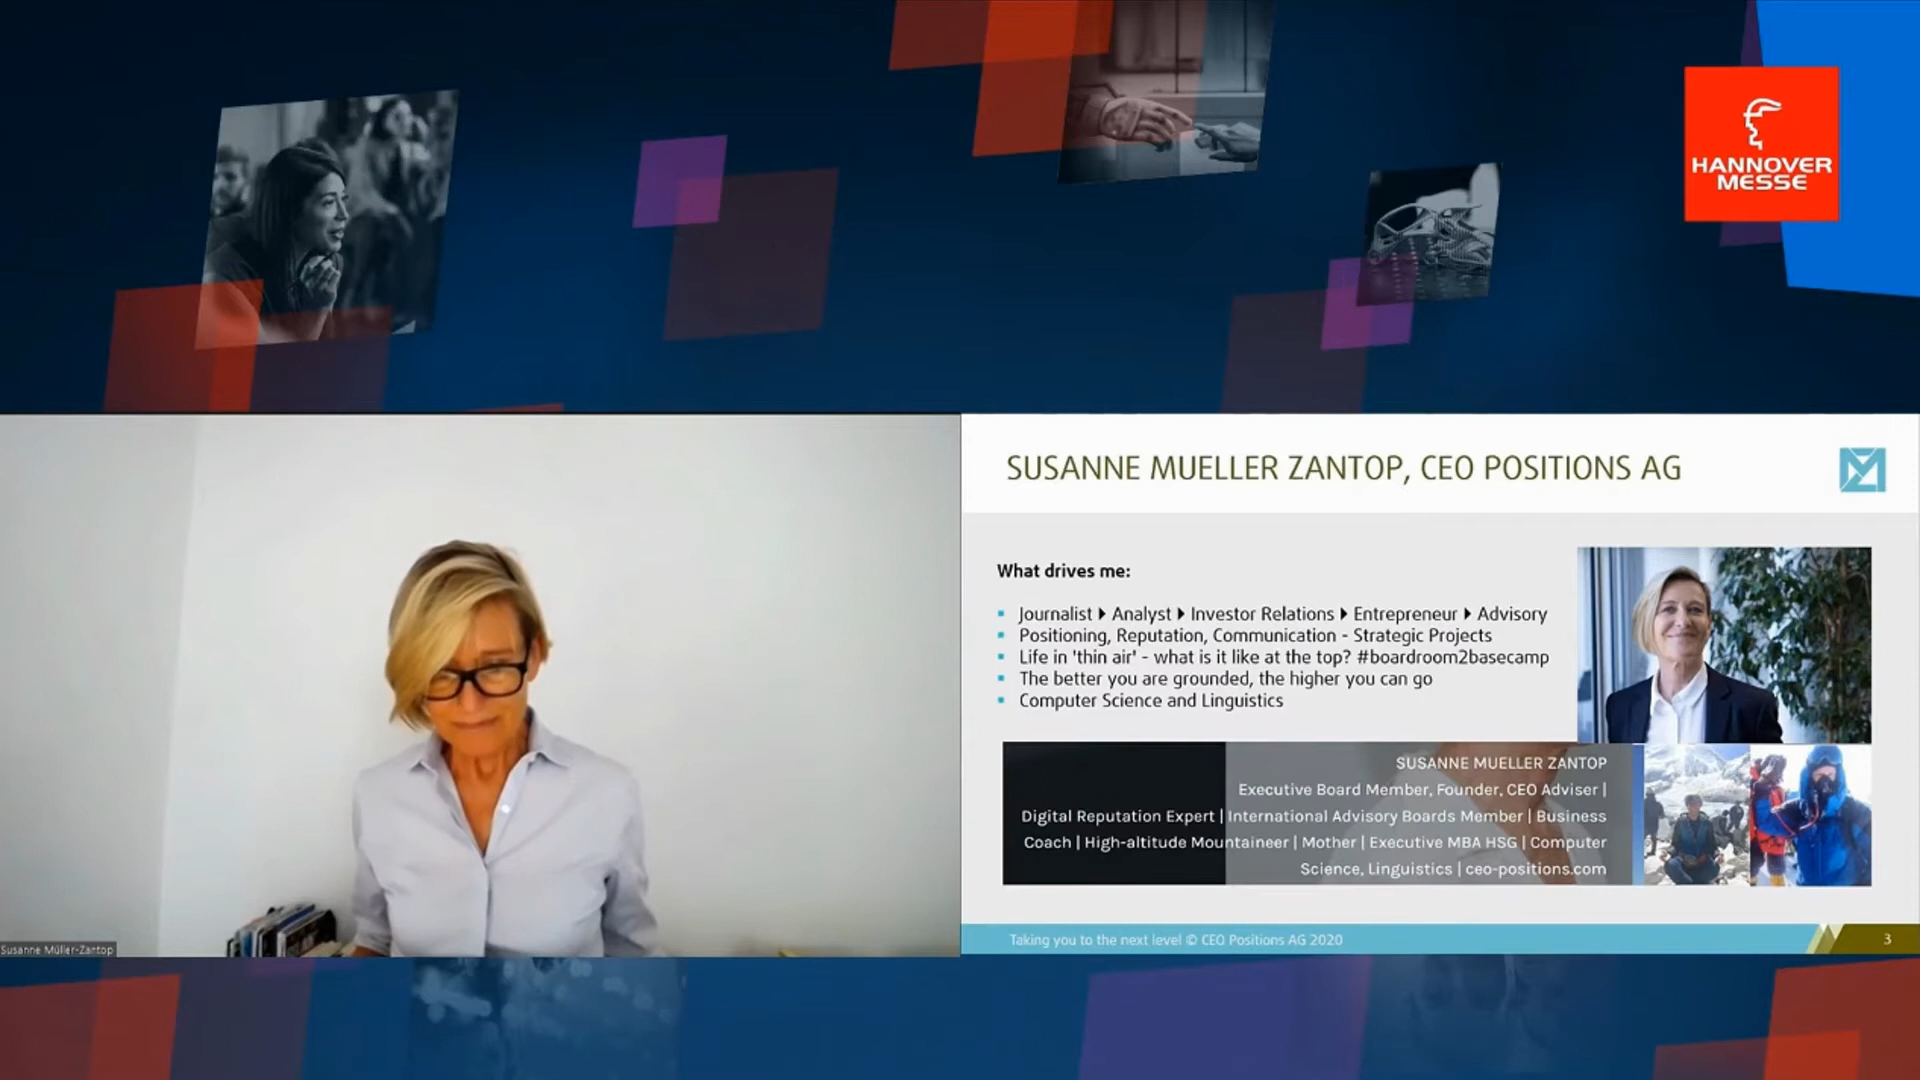 HANNOVER
MESSE
SUSANNE MUELLER ZANTOP, CEO POSITIONS AG
What drives me:
Journalist ▸ Analyst ▸ Investor Relations ▸ Entrepreneur ▸ Advisory
Positioning, Reputation, Communication - Strategic Projects
Life in 'thin air' - what is it like at the top? #boardroom2basecamp
The better you are grounded, the higher you can go
Computer Science and Linguistics
SUSANNE MUELLER ZANTOP
Executive Board Member, Founder, CEO Adviser |
Digital Reputation Expert | International Advisory Boards Member | Business
Coach | High-altitude Mountaineer | Mother | Executive MBA HSG | Computer
Science, Linguistics | ceo-positions.com
Taking you to the next level © CEO Positions AG 2020
3
Susanne Müller-Zantop